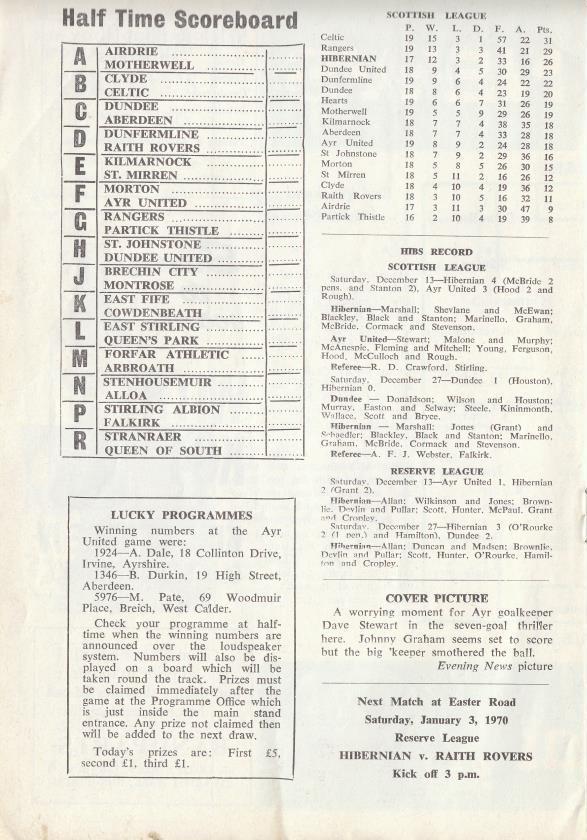 Half Time Scoreboard
A AIRDRIE
MOTHERWELL
B CLYDE
CELTIC
C DUNDEE
ABERDEEN
D DUNFERMLINE
RAITH ROVERS
E KILMARNOCK
ST. MIRREN
F MORTON
AYR UNITED
G RANGERS
PARTICK THISTLE
H ST. JOHNSTONE
DUNDEE UNITED
J BRECHIN CITY
MONTROSE
K EAST FIFE
COWDENBEATH
L EAST STIRLING
QUEEN'S PARK
M FORFAR ATHLETIC
ARBROATH
N STENHOUSEMUIR
ALLOA
P STIRLING ALBION
FALKIRK
R STRANRAER
QUEEN OF SOUTH
LUCKY PROGRAMMES
Winning numbers at the Ayr
United game were:
1924—A. Dale, 18 Collinton Drive,
Irvine, Ayrshire.
1346—B. Durkin, 19 High Street,
Aberdeen.
5976—M. Pate, 69 Woodmuir
Place, Breich, West Calder.
Check your programme at half-
time when the winning numbers are
announced over the loudspeaker
system. Numbers will also be dis-
played on a board which will be
taken round the track. Prizes must
be claimed immediately after the
game at the Programme Office which
is just inside the main stand
entrance. Any prize not claimed then
will be added to the next draw.
Today's prizes are: First £5,
second £1, third £1.
SCOTTISH LEAGUE
P. W. L. D. F. A. Pts.
Celtic 19 15 3 1 57 22 31
Rangers 19 13 3 3 41 21 29
HIBERNIAN 17 12 3 2 33 16 26
Dundee United 18 9 4 5 30 29 23
Dunfermline 19 9 6 4 24 22 22
Dundee 18 8 6 4 23 19 20
Hearts 19 6 6 7 31 26 19
Motherwell 19 5 5 9 29 26 19
Kilmarnock 18 7 7 4 38 35 18
Aberdeen 18 7 7 4 33 28 18
Ayr United 19 8 9 2 24 28 18
St Johnstone 18 7 9 2 29 36 16
Morton 18 5 8 5 26 30 15
St Mirren 18 5 11 2 16 26 12
Clyde 18 4 10 4 19 36 12
Raith Rovers 18 3 10 5 16 32 11
Airdrie 17 3 11 3 30 47 9
Partick Thistle 16 2 10 4 19 39 8
HIBS RECORD
SCOTTISH LEAGUE
Saturday, December 13—Hibernian 4 (McBride 2
pens. and Stanton 2), Ayr United 3 (Hood 2 and
Rough).
Hibernian—Marshall; Shevlane and McEwan;
Blackley, Black and Stanton; Marinello, Graham,
McBride, Cormack and Stevenson.
Ayr United—Stewart; Malone and Murphy;
McAnespie, Fleming and Mitchell; Young, Ferguson,
Hood, McCulloch and Rough.
Referee—R. D. Crawford, Stirling.
Saturday, December 27—Dundee 1 (Houston),
Hibernian 0.
Dundee — Donaldson; Wilson and Houston;
Murray, Easton and Selway; Steele, Kininmonth,
Wallace, Scott and Bryce.
Hibernian — Marshall; Jones (Grant) and
Schaedler; Blackley, Black and Stanton; Marinello,
Graham, McBride, Cormack and Stevenson.
Referee—A. F. J. Webster, Falkirk.
RESERVE LEAGUE
Saturday, December 13—Ayr United 1, Hibernian
2 (Grant 2).
Hibernian—Allan; Wilkinson and Jones; Brown-
lie, Devlin and Pullar; Scott, Hunter, McPaul, Grant
and Cropley.
Saturday, December 27—Hibernian 3 (O'Rourke
2 (1 pen.) and Hamilton), Dundee 2.
Hibernian—Allan; Duncan and Madsen; Brownlie,
Devlin and Pullar; Scott, Hunter, O'Rourke, Hamil-
ton and Cropley.
COVER PICTURE
A worrying moment for Ayr goalkeeper
Dave Stewart in the seven-goal thriller
here. Johnny Graham seems set to score
but the big 'keeper smothered the ball.
Evening News picture
Next Match at Easter Road
Saturday, January 3, 1970
Reserve League
HIBERNIAN v. RAITH ROVERS
Kick off 3 p.m.